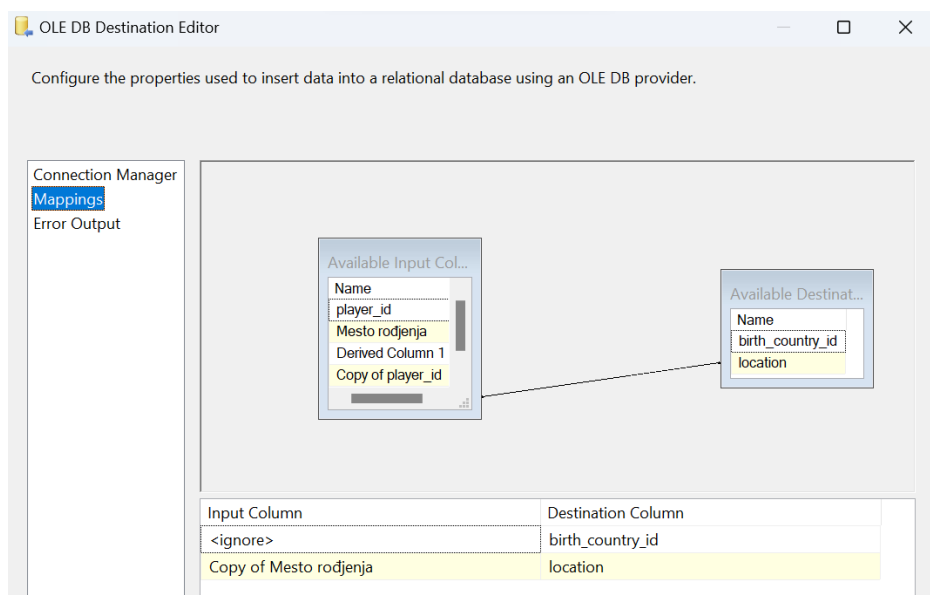 OLE DB Destination Editor
Configure the properties used to insert data into a relational database using an OLE DB provider.
Connection Manager
Mappings
Error Output
Available Input Col...
Name
player_id
Mesto rodjenja
Derived Column 1
Copy of player_id
Available Destinat...
Name
birth_country_id
location
Input Column
Destination Column
<ignore>
birth_country_id
Copy of Mesto rodjenja
location